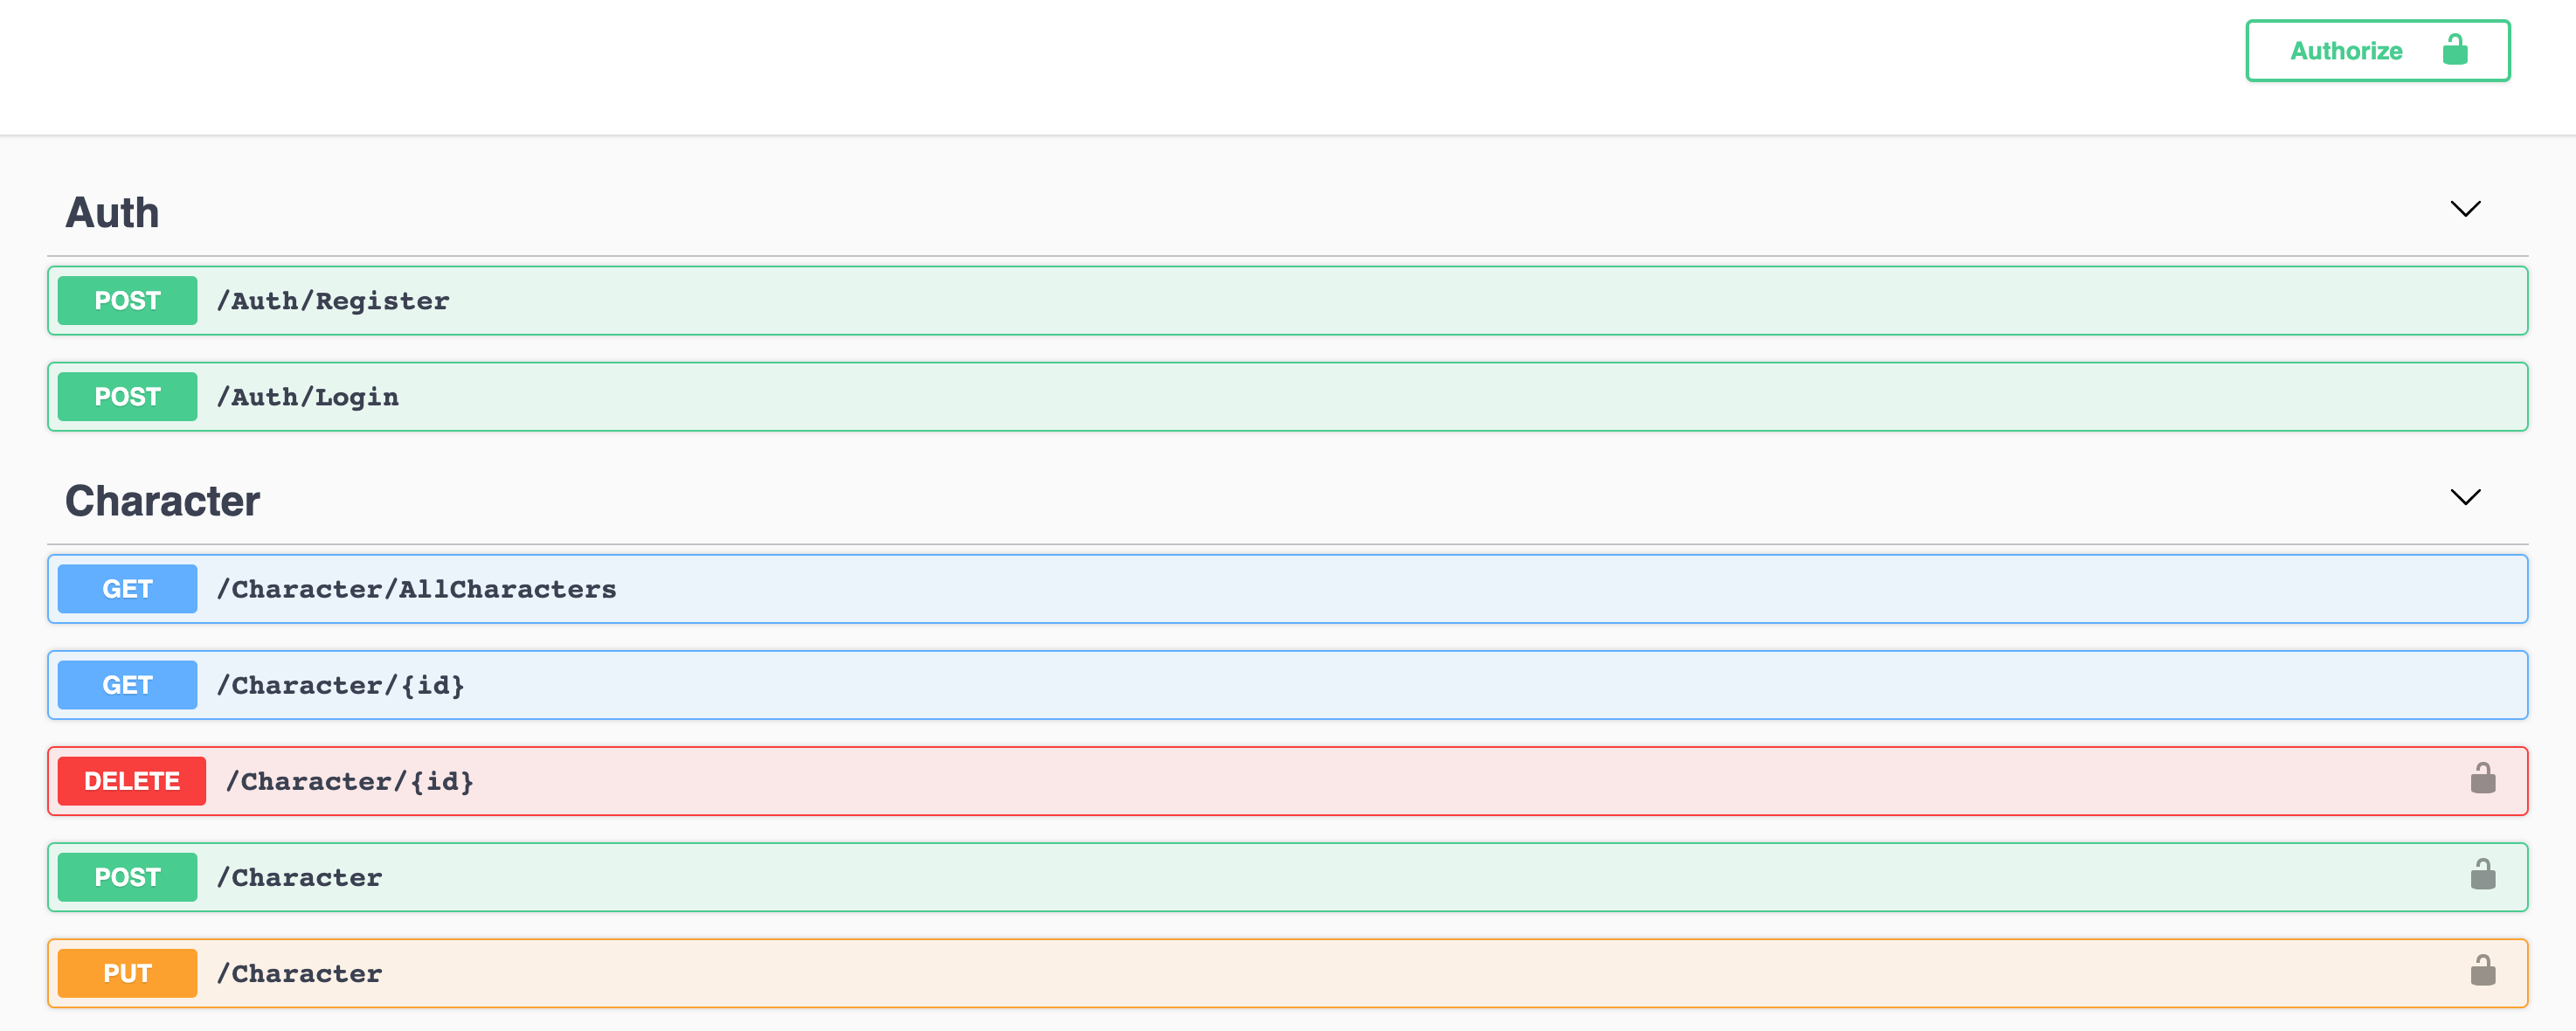 Authorize
Auth
POST /Auth/Register
POST /Auth/Login
Character
GET /Character/AllCharacters
GET /Character/{id}
DELETE /Character/{id}
POST /Character
PUT /Character